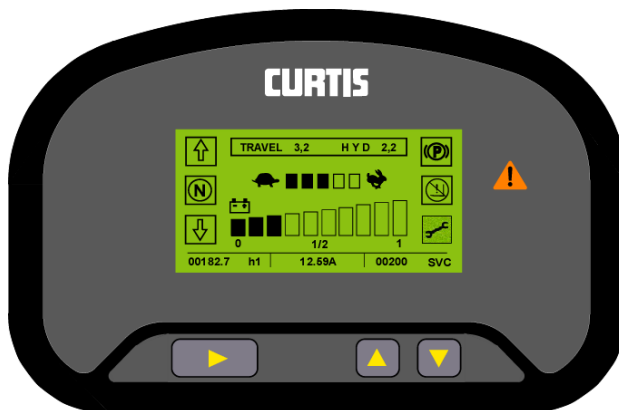 CURTIS
TRAVEL 3,2 HYD 2,2
N
P
0 1/2 1
00182.7 h1 12.59A 00200 SVC